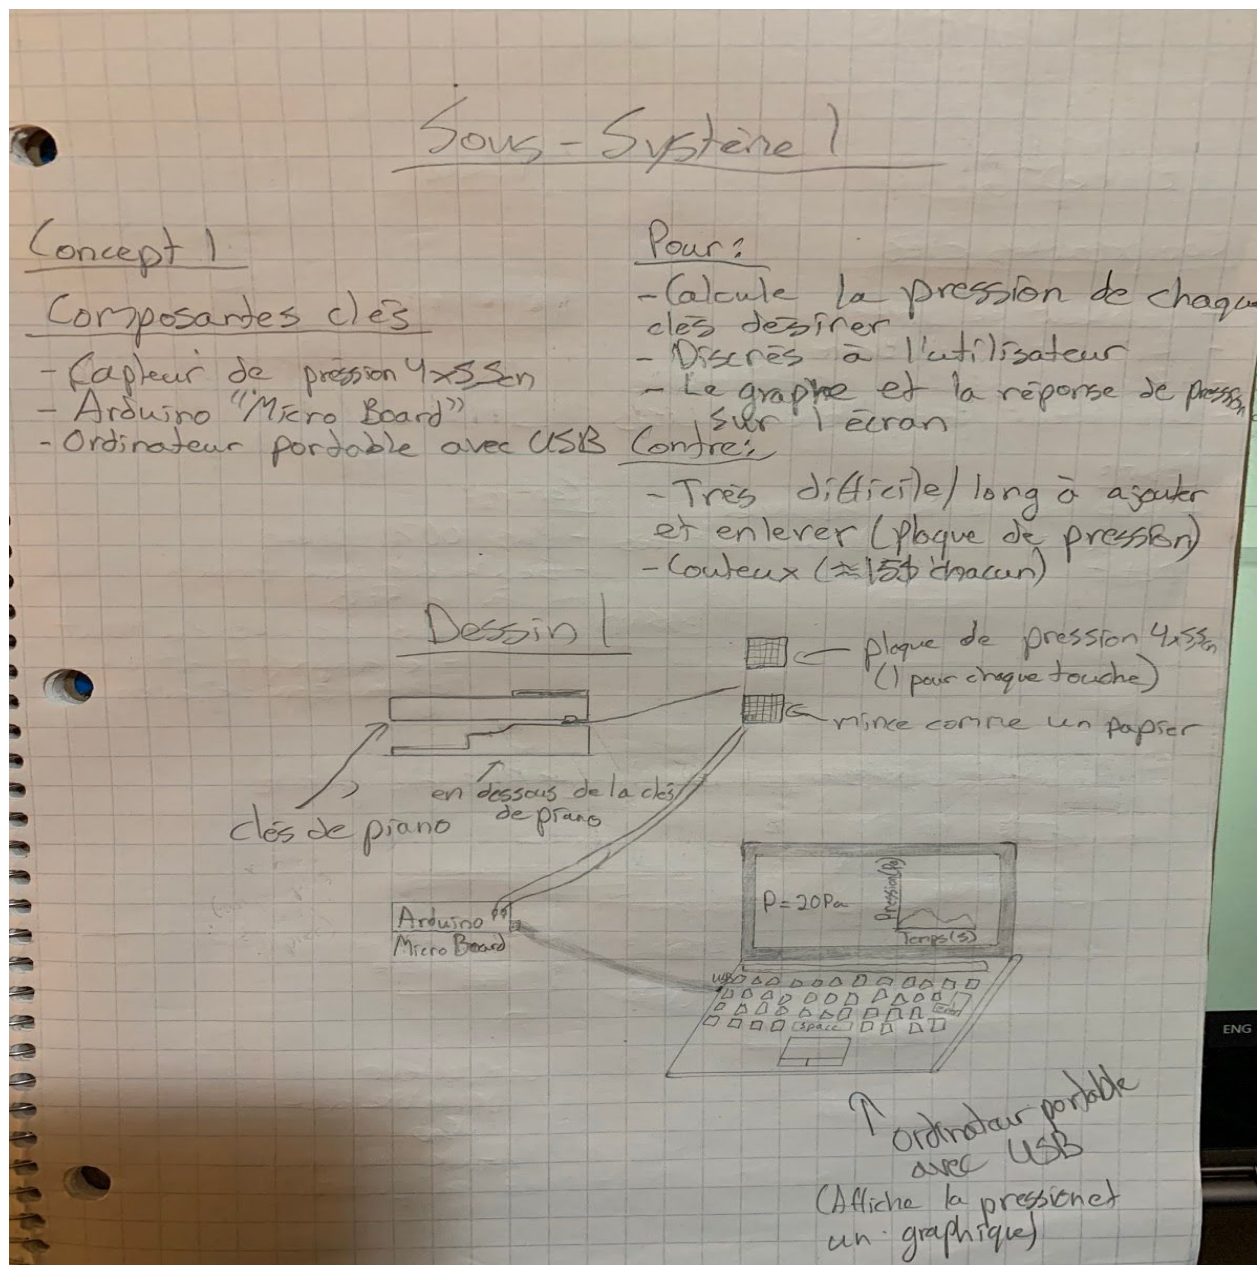 Sous-Système 1
Concept 1
Composantes clés
- Capteur de pression 4x55cm
- Arduino "Micro Board"
- Ordinateur portable avec USB
Pour:
- Calcule la pression de chaque
clés désirer
- Discrès à l'utilisateur
- Le graphe et la réponse de pression
sur l écran
Contre:
- Très difficile/long à ajouter
et enlever (plaque de pression)
- Couteux (≈15$ chacun)
Dessin 1
plaque de pression 4x55cm
(1 pour chaque touche)
mince comme un papier
en dessous de la clés
de piano
clés de piano
Arduino
Micro Board
P = 20Pa
Pression(Pa)
Temps(s)
USB
Enter
Space
ordinateur portable
avec USB
(Affiche la pression et
un graphique)
ENG